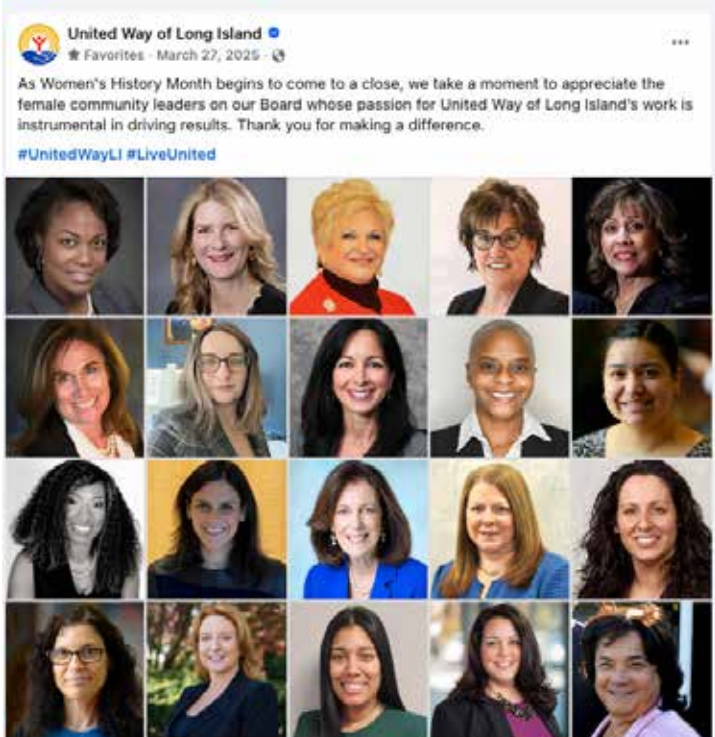 United Way of Long Island
Favorites · March 27, 2025 ·
As Women's History Month begins to come to a close, we take a moment to appreciate the
female community leaders on our Board whose passion for United Way of Long Island's work is
instrumental in driving results. Thank you for making a difference.
#UnitedWayLI #LiveUnited